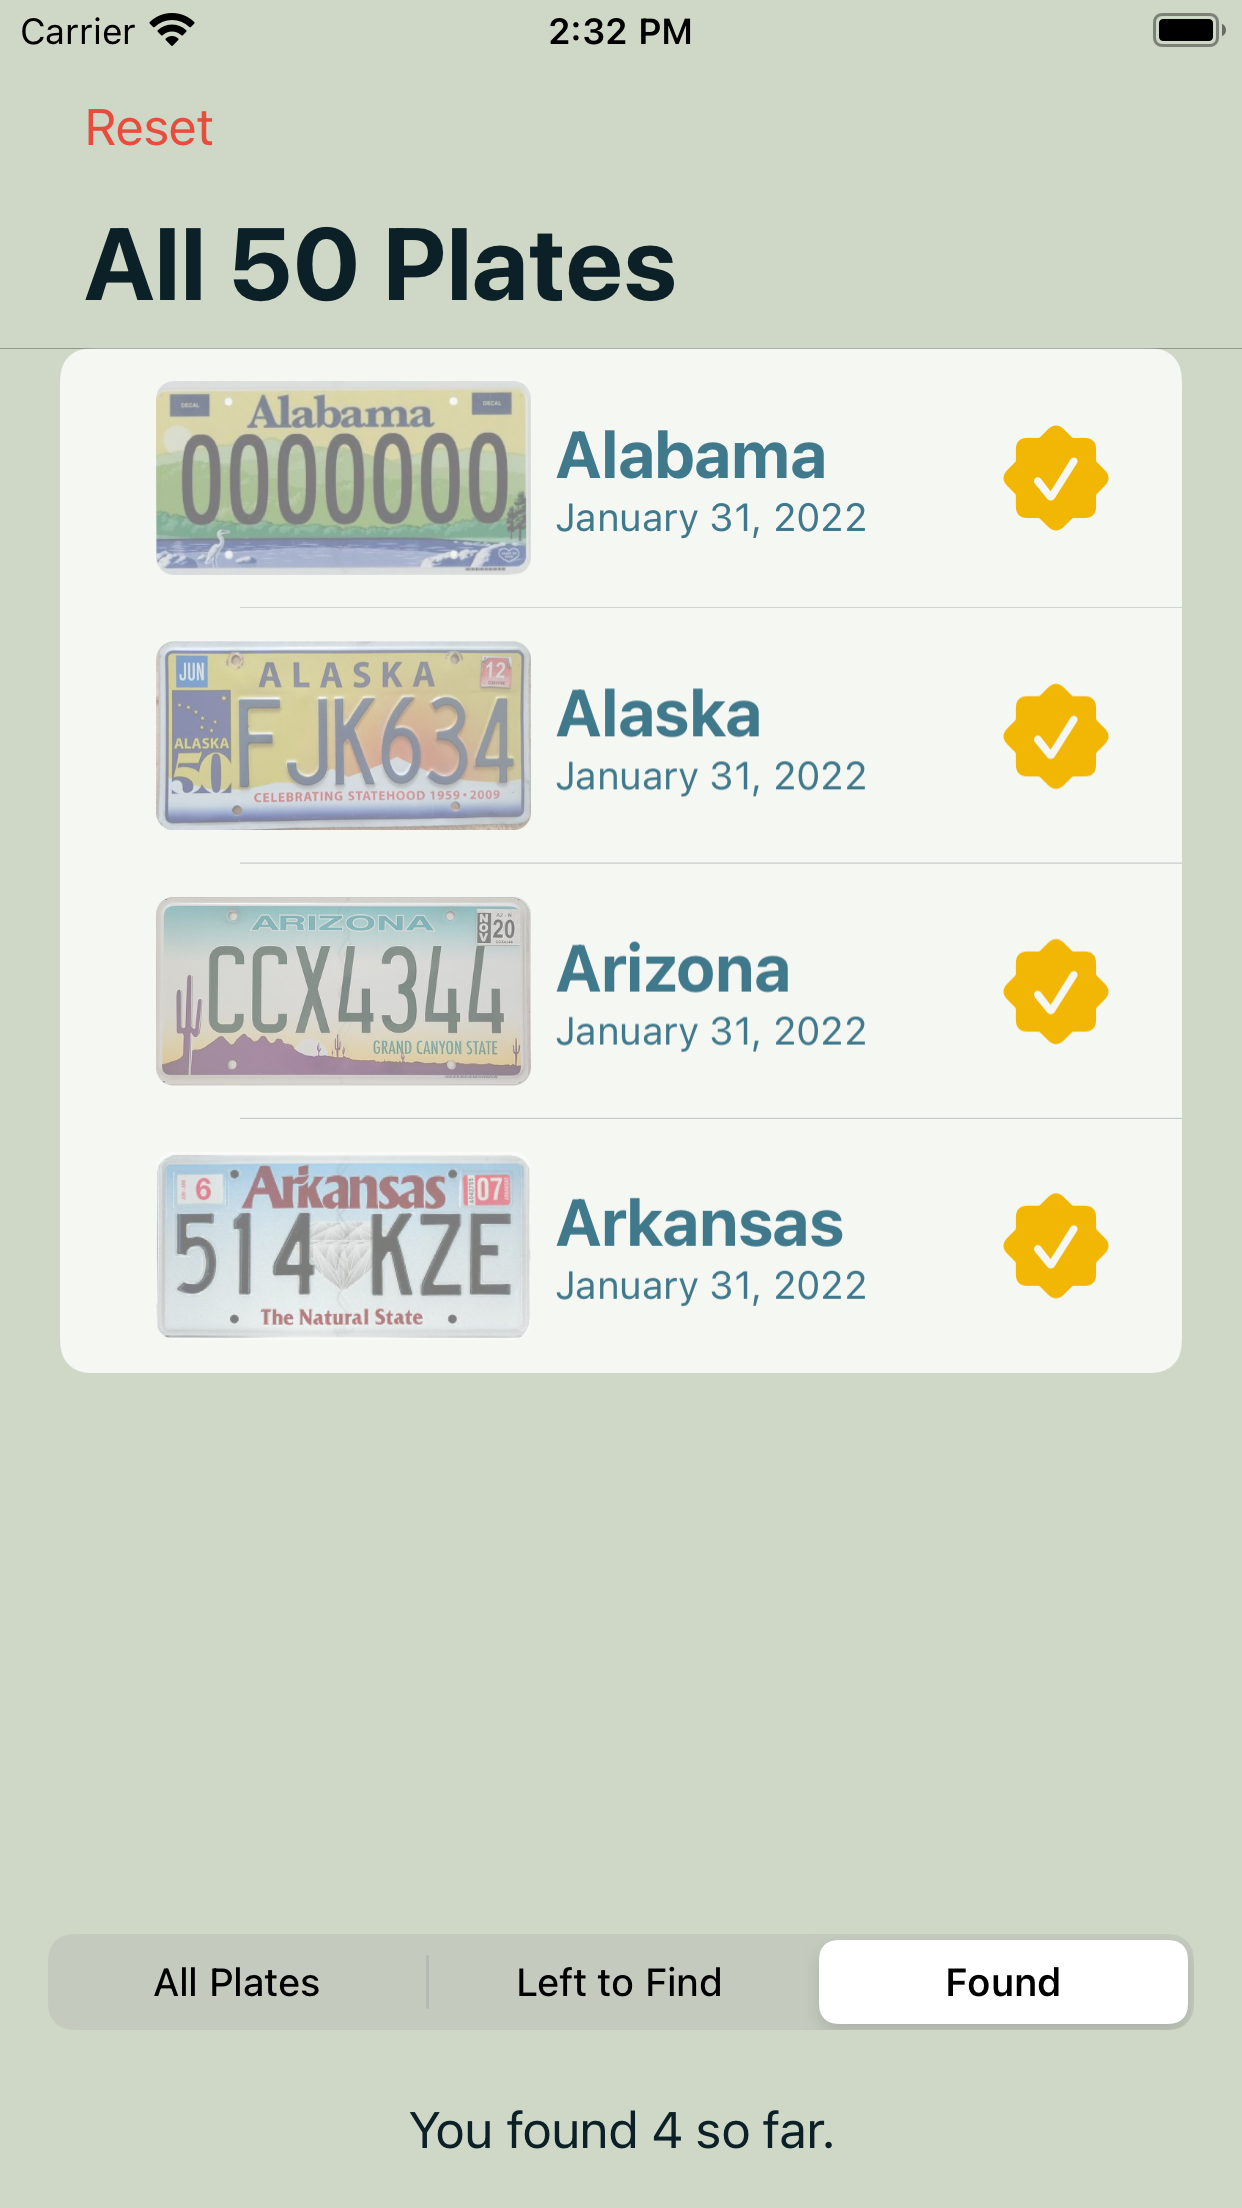 Carrier 2:32 PM
Reset
All 50 Plates
DECAL Alabama DECAL
0000000
Alabama
January 31, 2022
JUN ALASKA 12
FJK634
ALASKA
50
CELEBRATING STATEHOOD 1959 • 2009
Alaska
January 31, 2022
ARIZONA NOV 20
CCX4344
GRAND CANYON STATE
Arizona
January 31, 2022
6 Arkansas 07
514 KZE
The Natural State
Arkansas
January 31, 2022
All Plates Left to Find Found
You found 4 so far.